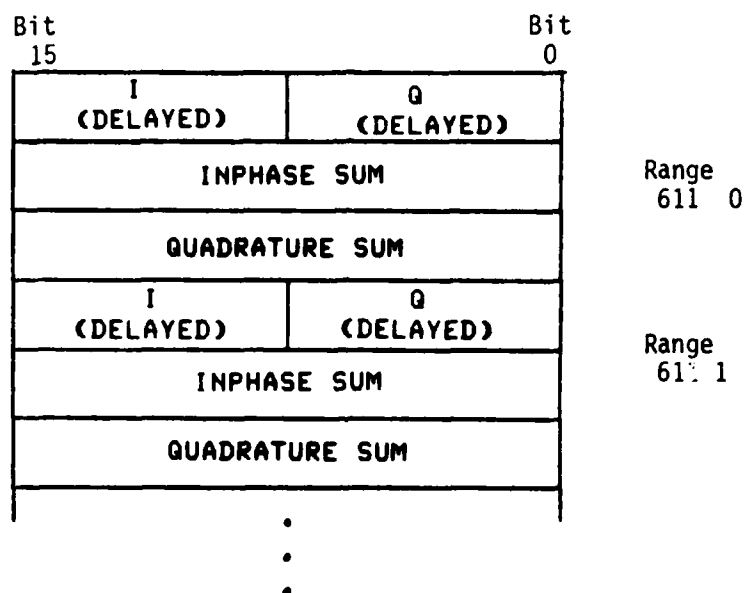 Bit Bit
15 0
I Q
(DELAYED) (DELAYED)
INPHASE SUM
Range
611 0
QUADRATURE SUM
I Q
(DELAYED) (DELAYED)
Range
1
INPHASE SUM
QUADRATURE SUM